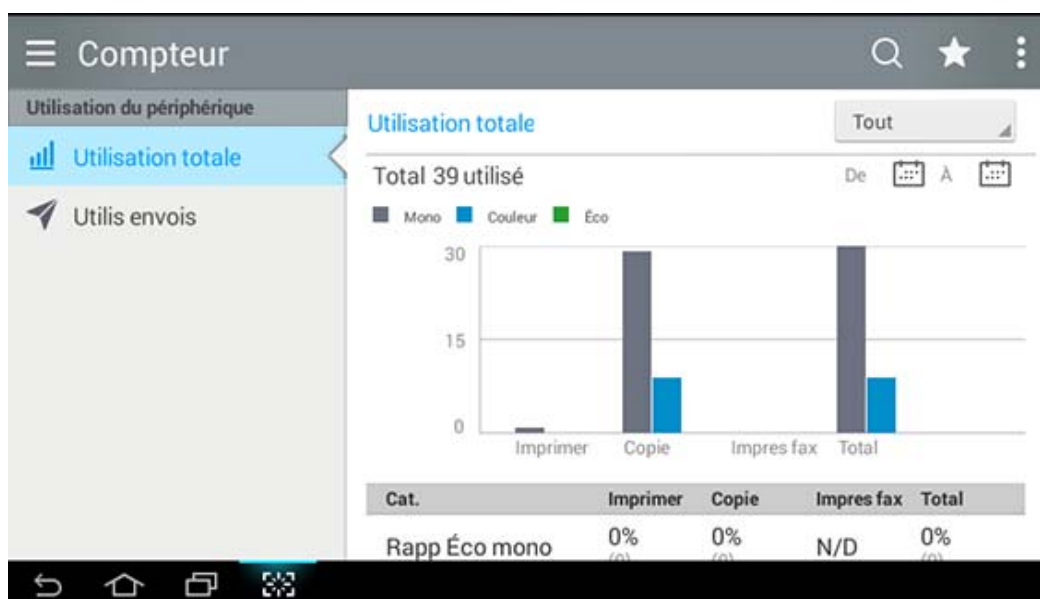 Compteur
Utilisation du périphérique
Utilisation totale
Utilis envois
Utilisation totale
Tout
Total 39 utilisé
De À
Mono Couleur Éco
30
15
0
Imprimer Copie Impres fax Total
Cat. Imprimer Copie Impres fax Total
Rapp Éco mono 0% 0% N/D 0%